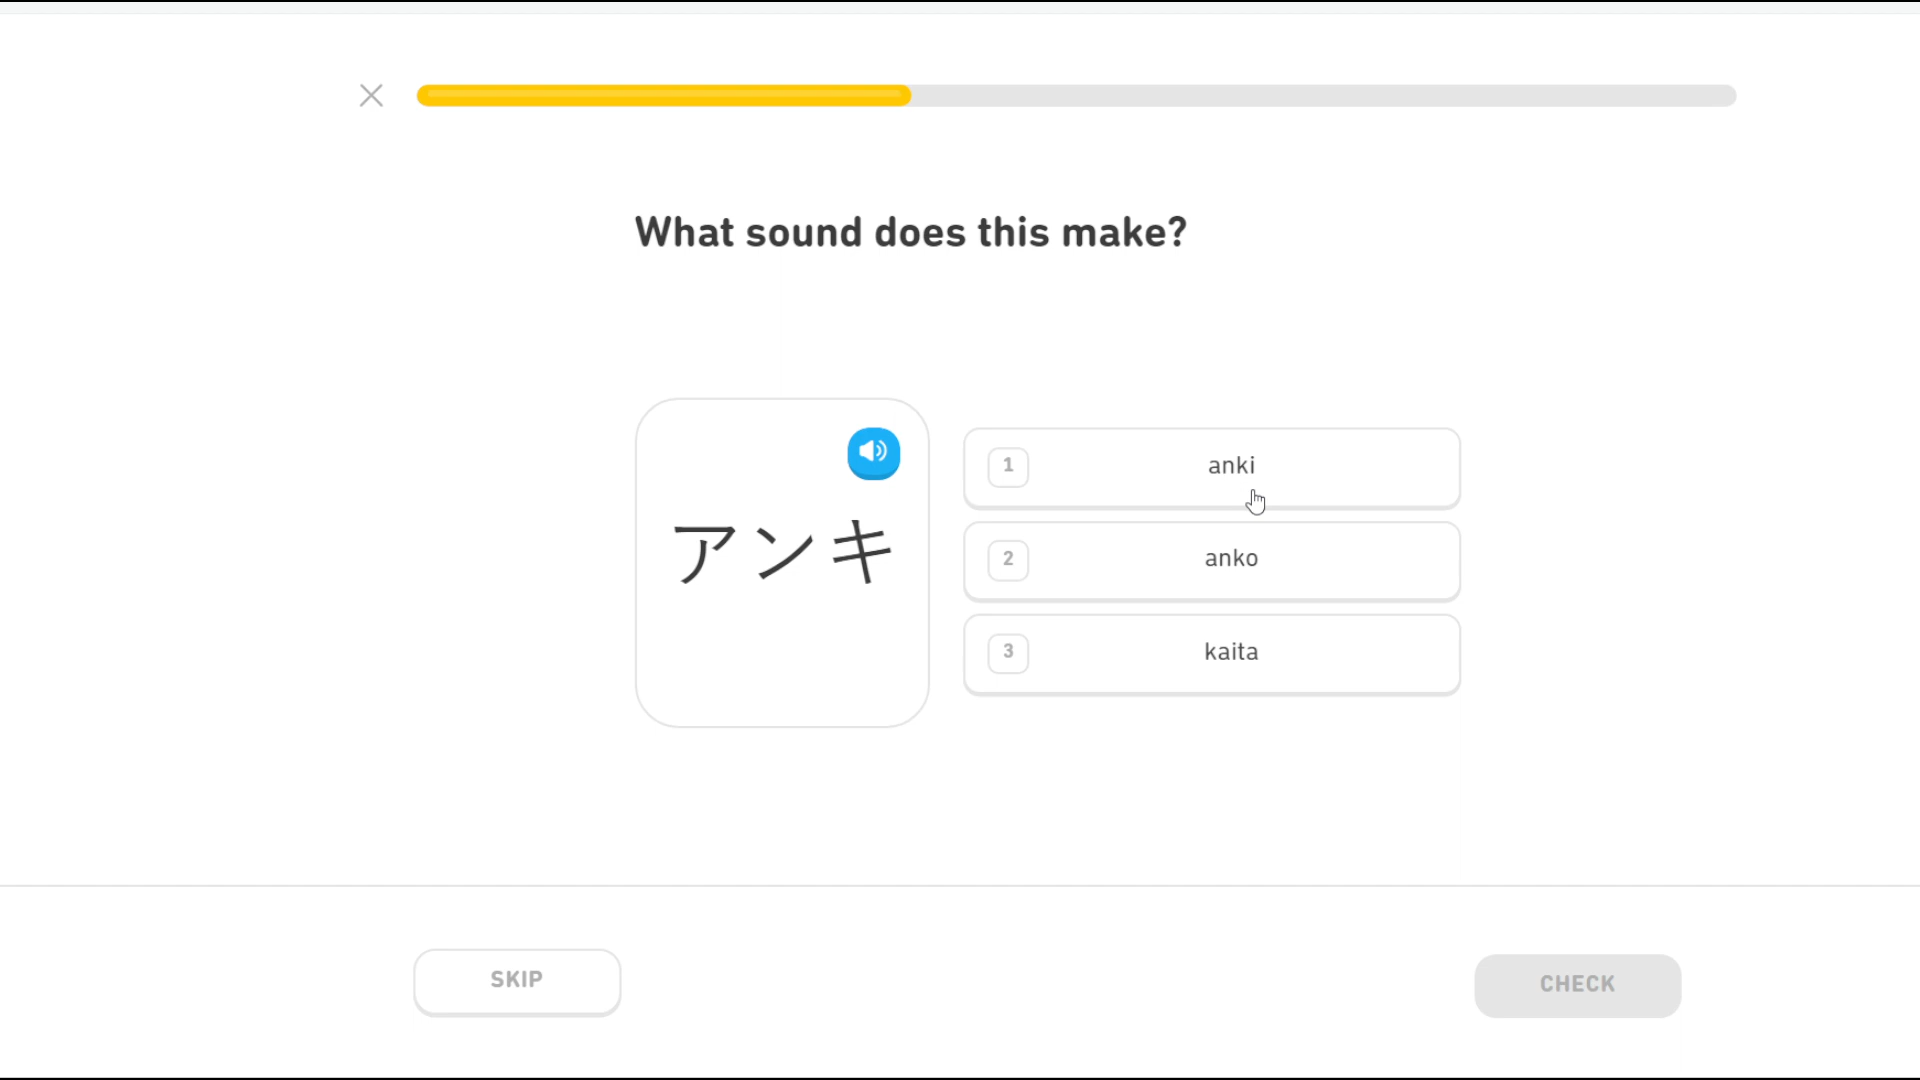 What sound does this make?
アンキ
1 anki
2 anko
3 kaita
SKIP
CHECK